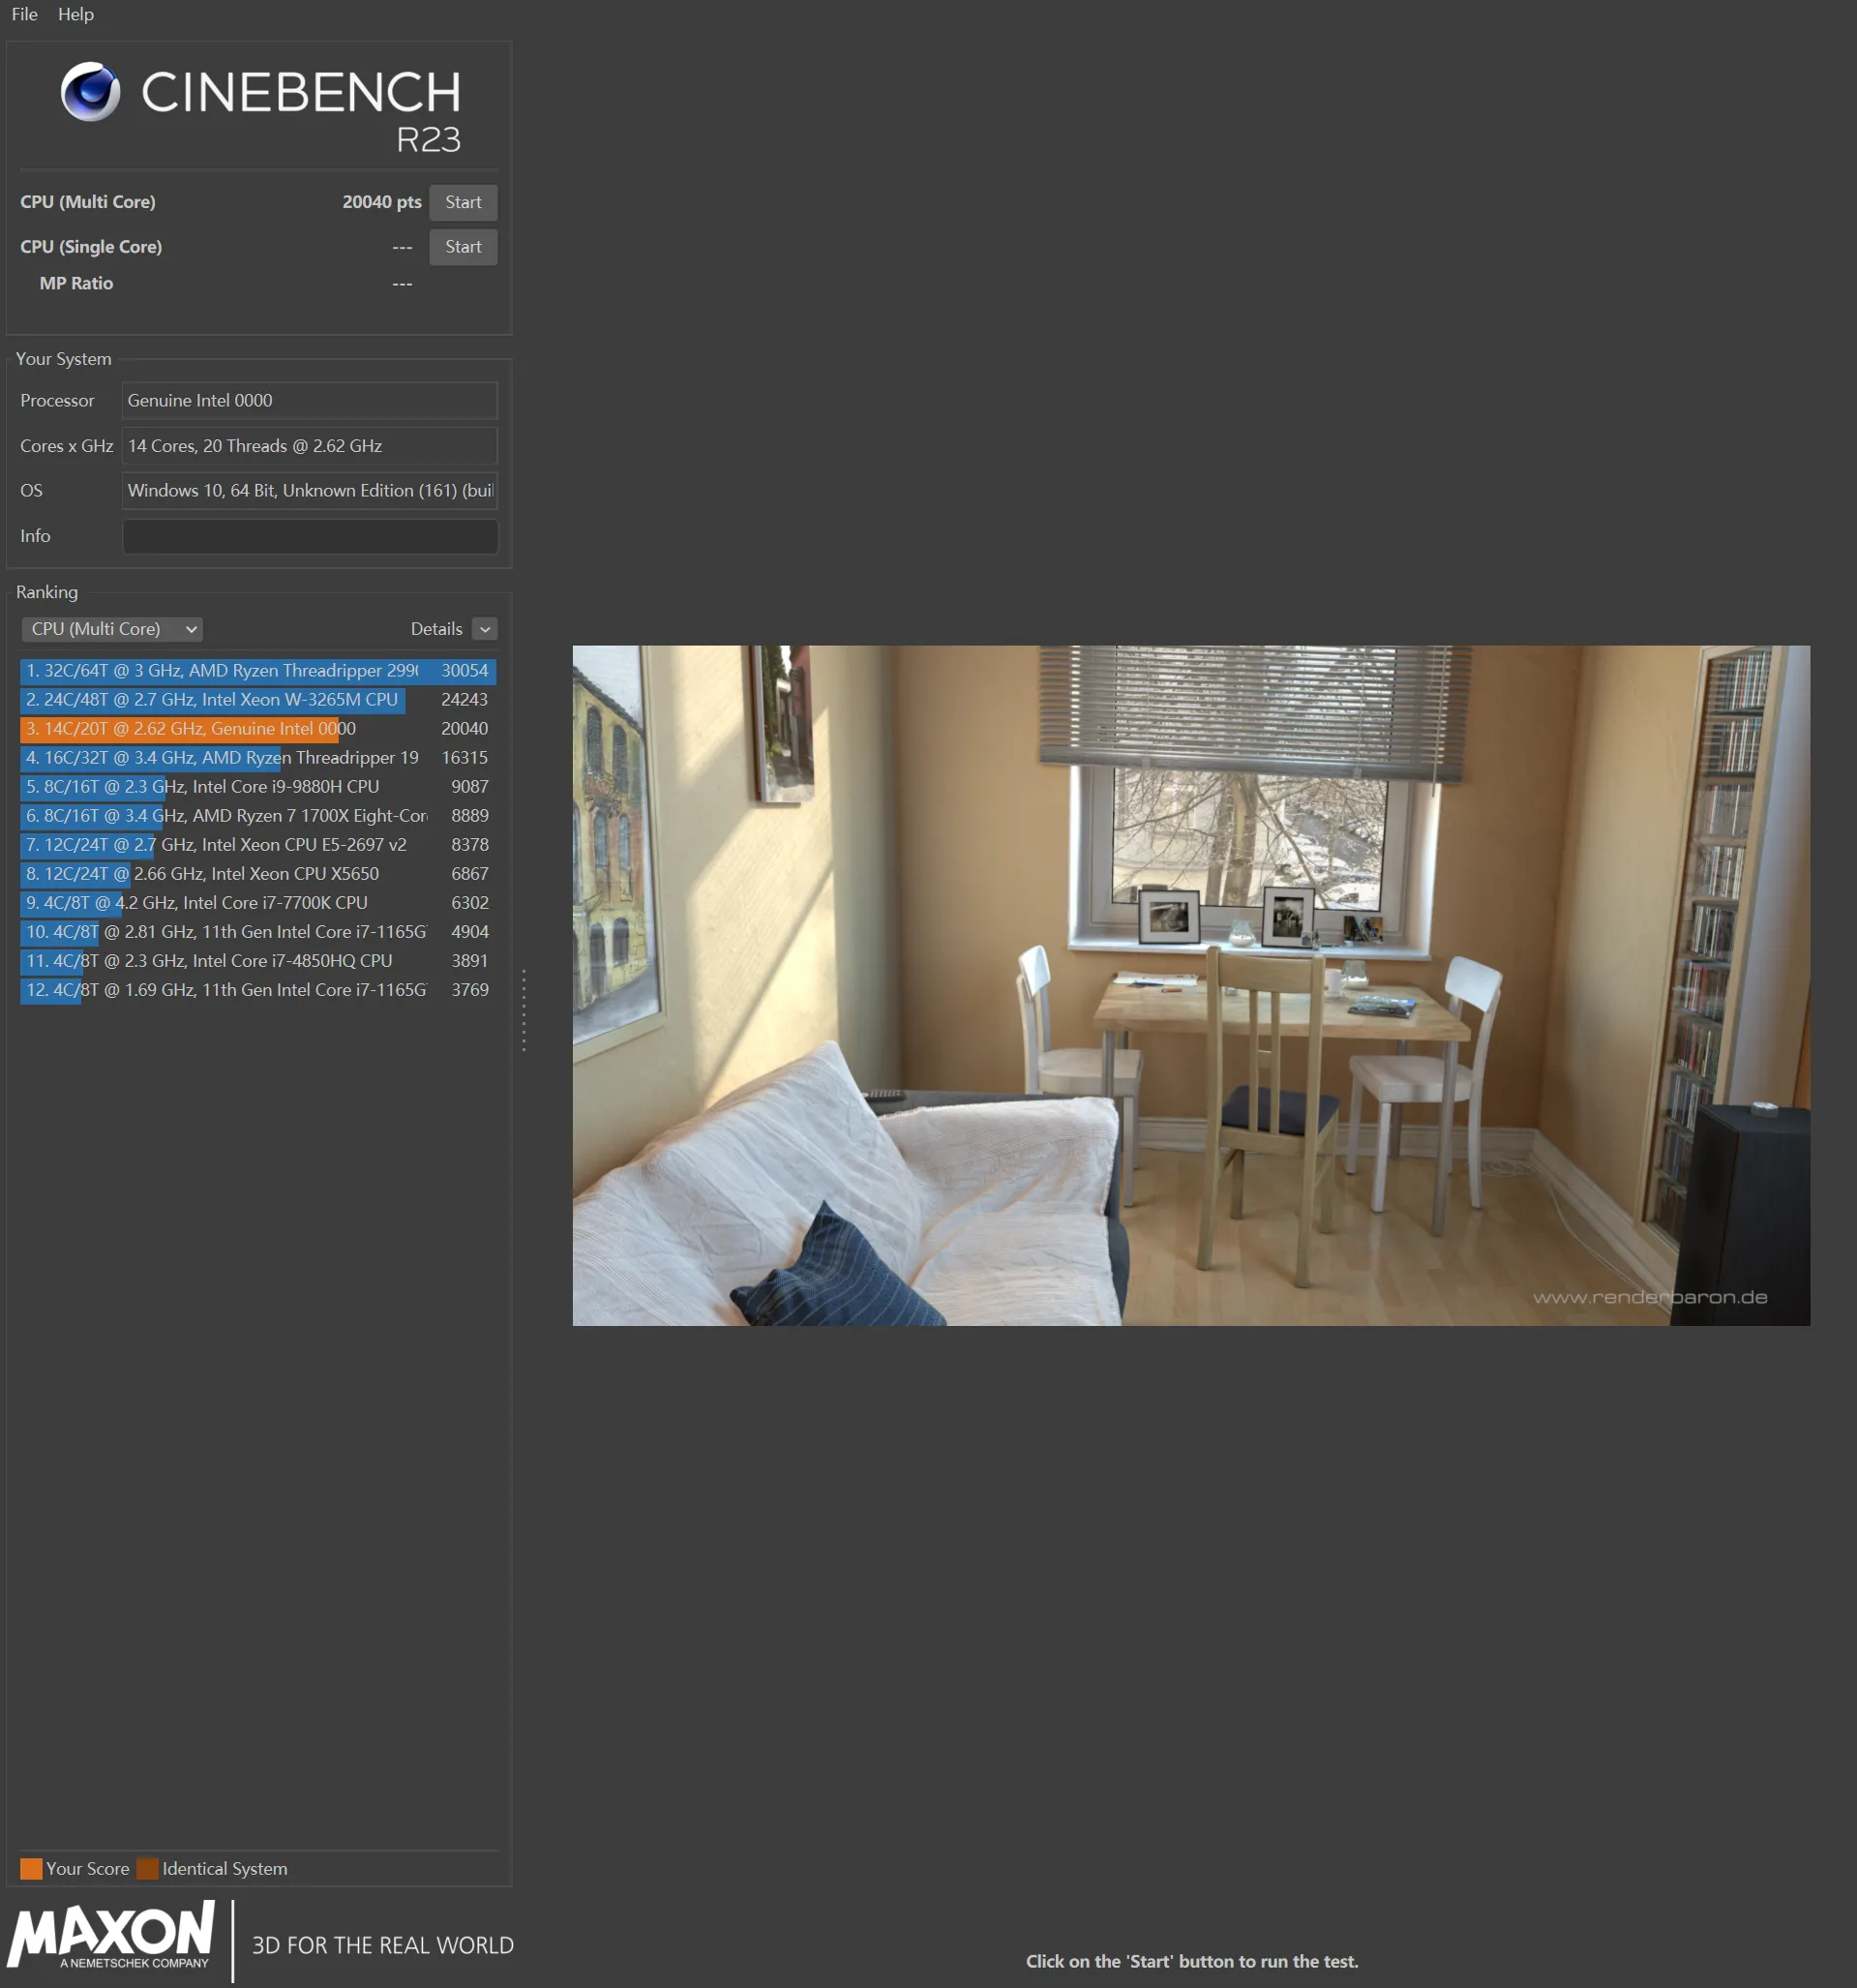 File Help
CINEBENCH
R23
CPU (Multi Core) 20040 pts Start
CPU (Single Core) --- Start
MP Ratio ---
Your System
Processor Genuine Intel 0000
Cores x GHz 14 Cores, 20 Threads @ 2.62 GHz
OS Windows 10, 64 Bit, Unknown Edition (161) (buil
Info
Ranking
CPU (Multi Core) Details
1. 32C/64T @ 3 GHz, AMD Ryzen Threadripper 299 30054
2. 24C/48T @ 2.7 GHz, Intel Xeon W-3265M CPU 24243
3. 14C/20T @ 2.62 GHz, Genuine Intel 0000 20040
4. 16C/32T @ 3.4 GHz, AMD Ryzen Threadripper 19 16315
5. 8C/16T @ 2.3 GHz, Intel Core i9-9880H CPU 9087
6. 8C/16T @ 3.4 GHz, AMD Ryzen 7 1700X Eight-Cor 8889
7. 12C/24T @ 2.7 GHz, Intel Xeon CPU E5-2697 v2 8378
8. 12C/24T @ 2.66 GHz, Intel Xeon CPU X5650 6867
9. 4C/8T @ 4.2 GHz, Intel Core i7-7700K CPU 6302
10. 4C/8T @ 2.81 GHz, 11th Gen Intel Core i7-1165G 4904
11. 4C/8T @ 2.3 GHz, Intel Core i7-4850HQ CPU 3891
12. 4C/8T @ 1.69 GHz, 11th Gen Intel Core i7-1165G 3769
www.renderbaron.de
Your Score Identical System
MAXON
A NEMETSCHEK COMPANY
3D FOR THE REAL WORLD
Click on the 'Start' button to run the test.